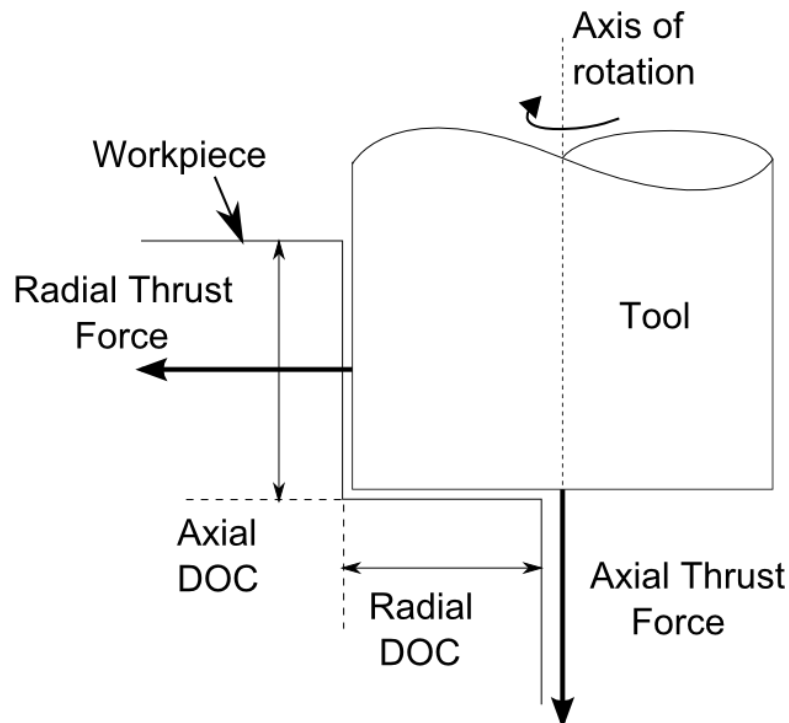 Axis of
rotation
Workpiece
Radial Thrust
Force
Tool
Axial
DOC
Radial
DOC
Axial Thrust
Force